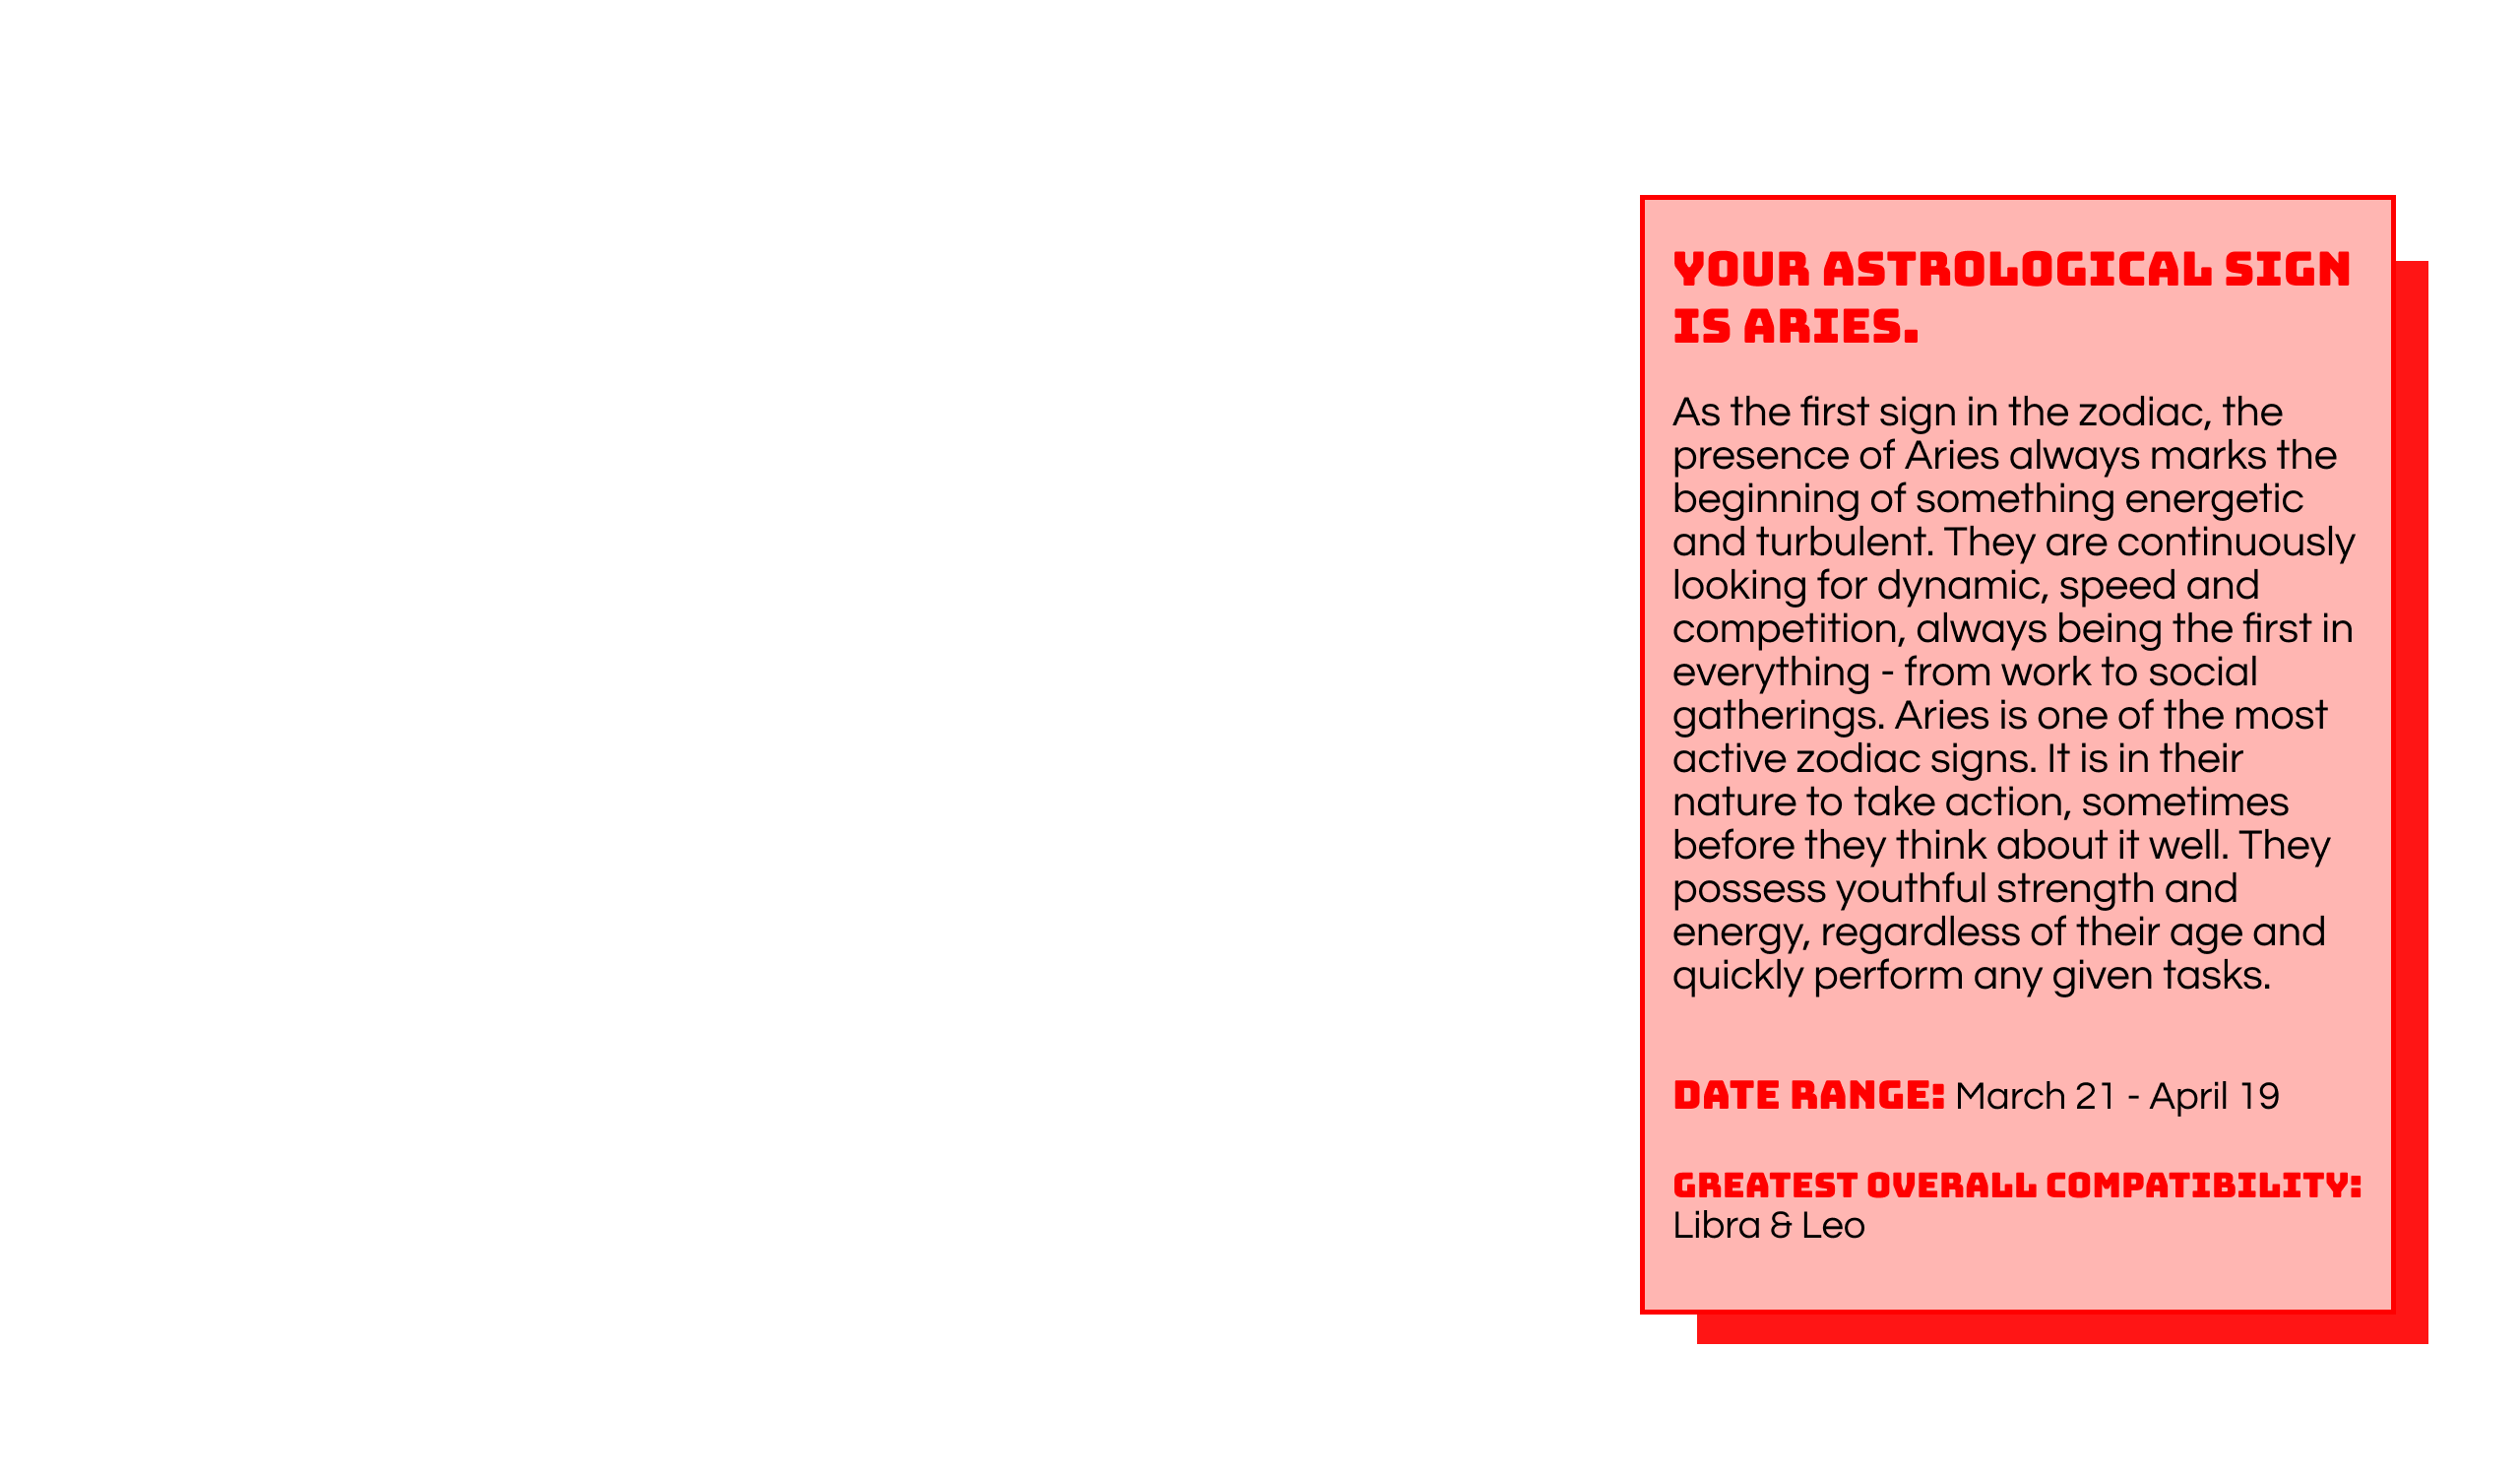 YOUR ASTROLOGICAL SIGN
IS ARIES.
As the first sign in the zodiac, the
presence of Aries always marks the
beginning of something energetic
and turbulent. They are continuously
looking for dynamic, speed and
competition, always being the first in
everything - from work to social
gatherings. Aries is one of the most
active zodiac signs. It is in their
nature to take action, sometimes
before they think about it well. They
possess youthful strength and
energy, regardless of their age and
quickly perform any given tasks.
DATE RANGE: March 21 - April 19
GREATEST OVERALL COMPATIBILITY:
Libra & Leo